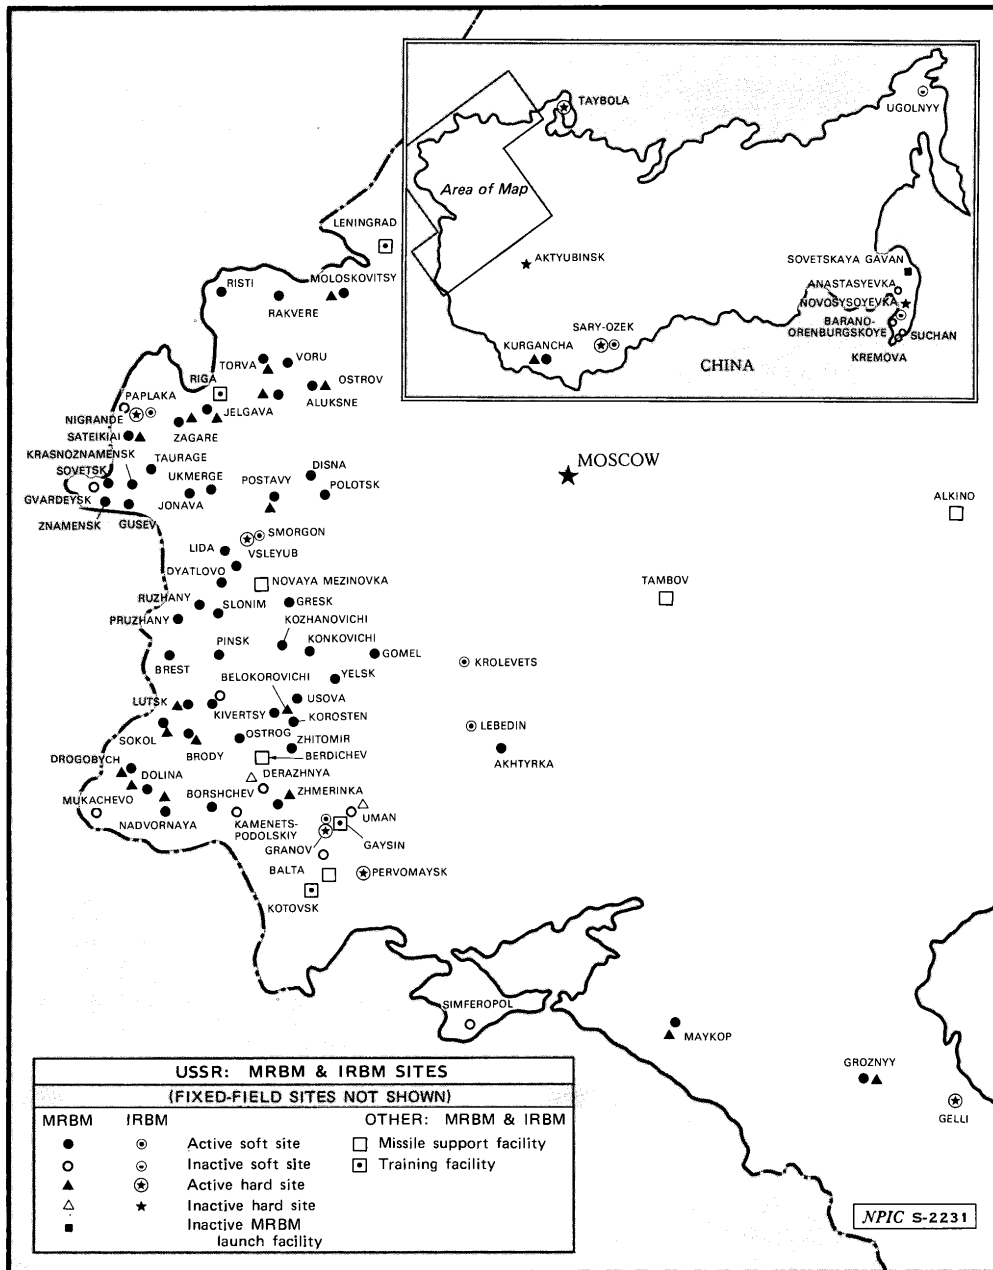 TAYBOLA
UGOLNYY
Area of Map
LENINGRAD
SOVETSKAYA GAVAN
AKTYUBINSK
RISTI
MOLOSKOVITSY
ANASTASYEVKA
NOVOSYSOYEVKA
RAKVERE
BARANO-
ORENBURGSKOYE
SUCHAN
SARY-OZEK
KURGANCHA
KREMOVA
CHINA
TORVA
VORU
RIGA
OSTROV
PAPLAKA
ALUKSNE
NIGRANDE
JELGAVA
SATEIKIAI
ZAGARE
KRASNOZNAMENSK
TAURAGE
MOSCOW
SOVETSK
UKMERGE
DISNA
POSTAVY
POLOTSK
GVARDEYSK
JONAVA
ALKINO
ZNAMENSK
GUSEV
SMORGON
LIDA
VSLEYUB
DYATLOVO
NOVAYA MEZINOVKA
TAMBOV
RUZHANY
SLONIM
GRESK
PRUZHANY
KOZHANOVICHI
PINSK
KONKOVICHI
GOMEL
BREST
KROLEVETS
BELOKOROVICHI
YELSK
LUTSK
USOVA
KIVERTSY
KOROSTEN
LEBEDIN
SOKOL
OSTROG
ZHITOMIR
BRODY
BERDICHEV
AKHTYRKA
DROGOBYCH
DOLINA
DERAZHNYA
MUKACHEVO
BORSHCHEV
ZHMERINKA
NADVORNAYA
KAMENETS-
PODOLSKIY
UMAN
GRANOV
GAYSIN
BALTA
PERVOMAYSK
KOTOVSK
SIMFEROPOL
MAYKOP
GROZNYY
GELLI
USSR: MRBM & IRBM SITES
(FIXED-FIELD SITES NOT SHOWN)
MRBM IRBM OTHER: MRBM & IRBM
Active soft site Missile support facility
Inactive soft site Training facility
Active hard site
Inactive hard site
Inactive MRBM
launch facility
NPIC S-2231